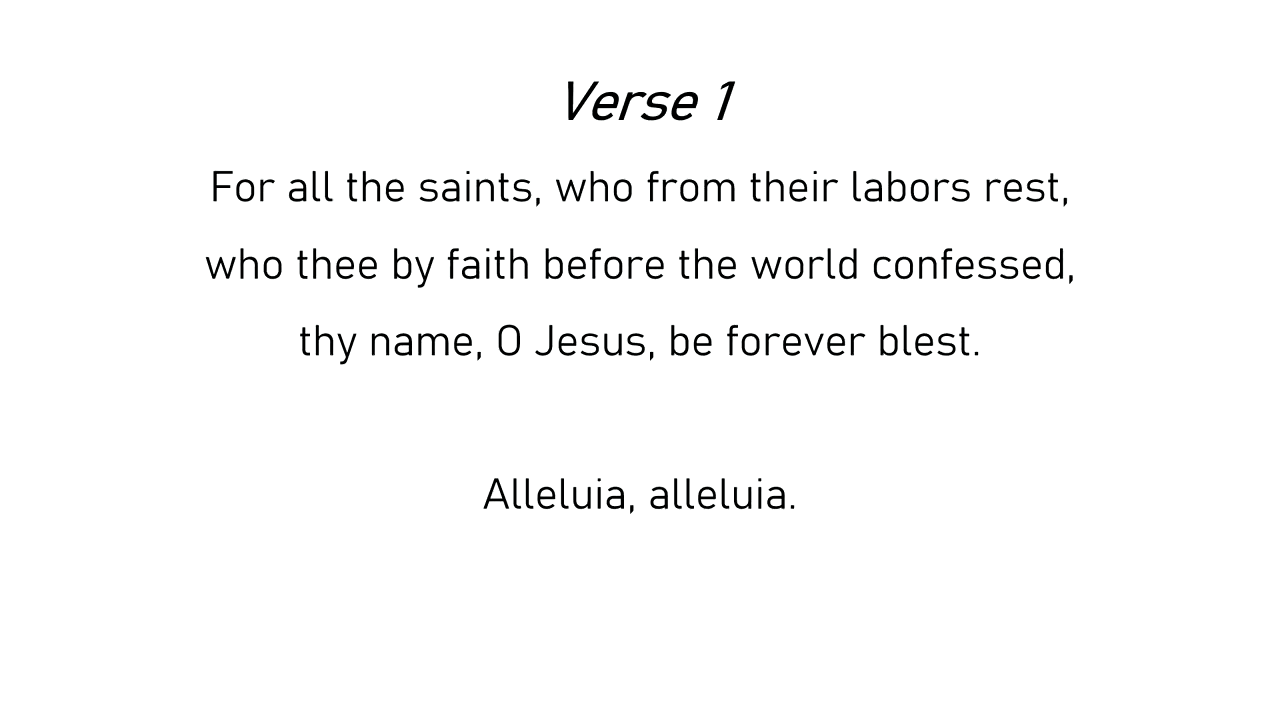 Verse 1
For all the saints, who from their labors rest,
who thee by faith before the world confessed,
thy name, O Jesus, be forever blest.
Alleluia, alleluia.